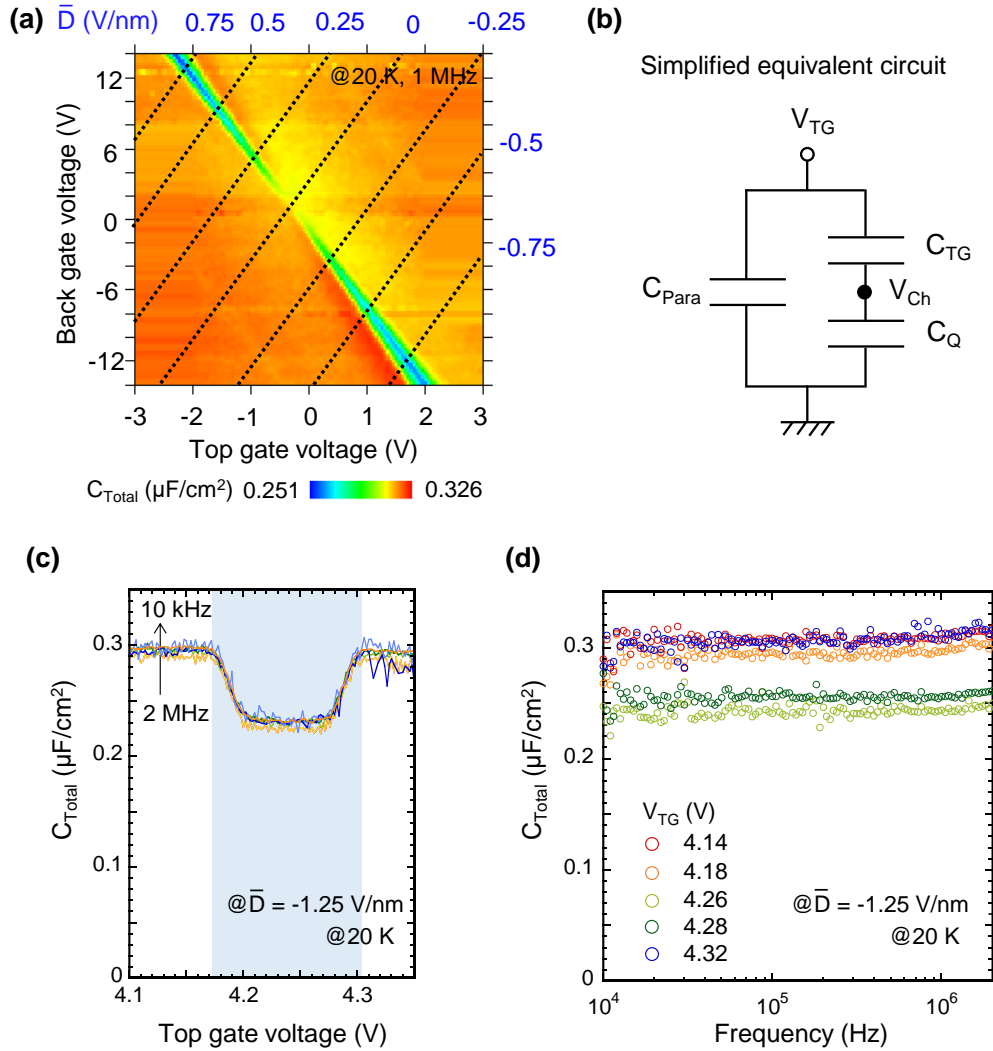 (a)
D̅ (V/nm)
0.75 0.5 0.25 0 -0.25
@20 K, 1 MHz
-0.5
-0.75
Back gate voltage (V)
12
6
0
-6
-12
-3 -2 -1 0 1 2 3
Top gate voltage (V)
C_Total (μF/cm²) 0.251 0.326
(b)
Simplified equivalent circuit
V_TG
C_TG
C_Para
V_Ch
C_Q
(c)
C_Total (μF/cm²)
0.3
0.2
0.1
0
10 kHz
2 MHz
@D̅ = -1.25 V/nm
@20 K
4.1 4.2 4.3
Top gate voltage (V)
(d)
C_Total (μF/cm²)
0.3
0.2
0.1
0
V_TG (V)
4.14
4.18
4.26
4.28
4.32
@D̅ = -1.25 V/nm
@20 K
10⁴ 10⁵ 10⁶
Frequency (Hz)